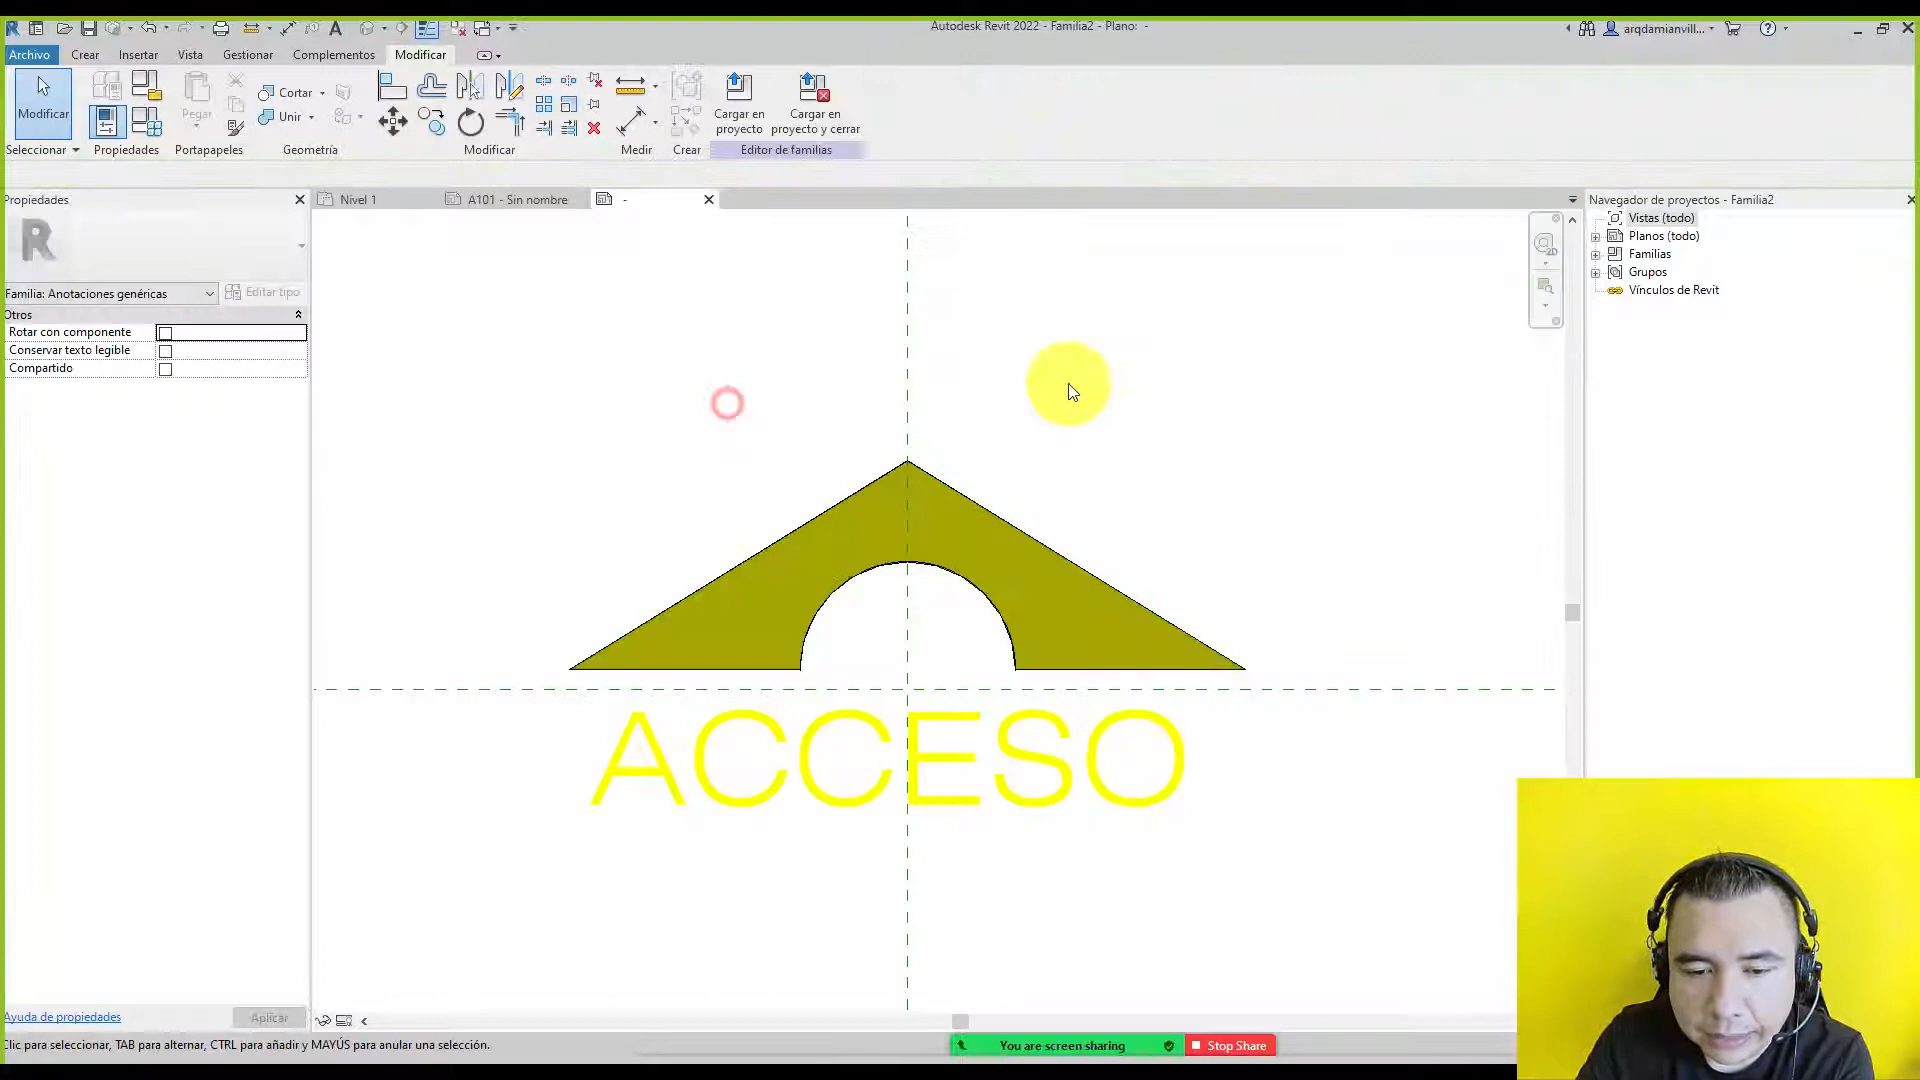 Autodesk Revit 2022 - Familia2 - Plano: -
arqdamianvill...
Archivo Crear Insertar Vista Gestionar Complementos Modificar
Modificar
Pegar
Cortar
Unir
Cargar en proyecto
Cargar en proyecto y cerrar
Seleccionar Propiedades Portapapeles Geometría Modificar Medir Crear Editor de familias
Propiedades
Nivel 1
A101 - Sin nombre
-
Navegador de proyectos - Familia2
R
Vistas (todo)
Planos (todo)
Familias
Grupos
Vínculos de Revit
Familia: Anotaciones genéricas
Editar tipo
Otros
Rotar con componente
Conservar texto legible
Compartido
2D
ACCESO
Ayuda de propiedades
Aplicar
Clic para seleccionar, TAB para alternar, CTRL para añadir y MAYÚS para anular una selección.
You are screen sharing
Stop Share